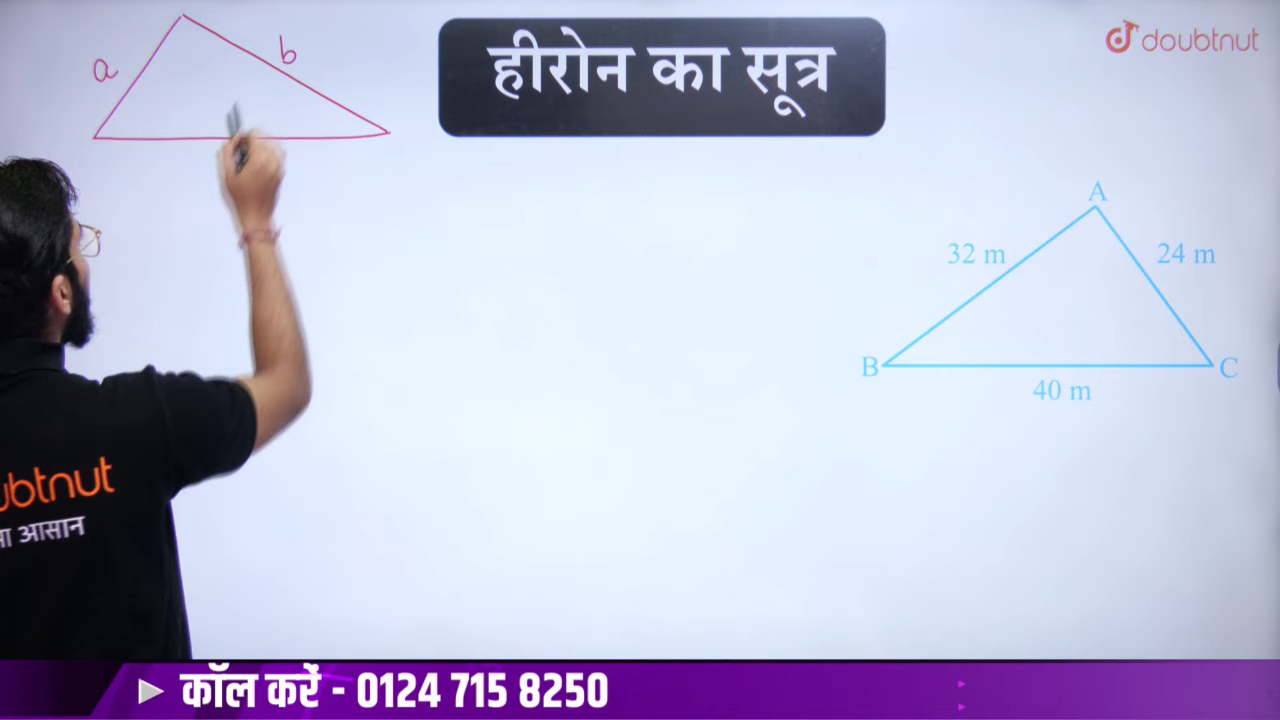 a
b
हीरोन का सूत्र
doubtnut
A
32 m
24 m
B
C
40 m
ubtnut
ना आसान
कॉल करें - 0124 715 8250